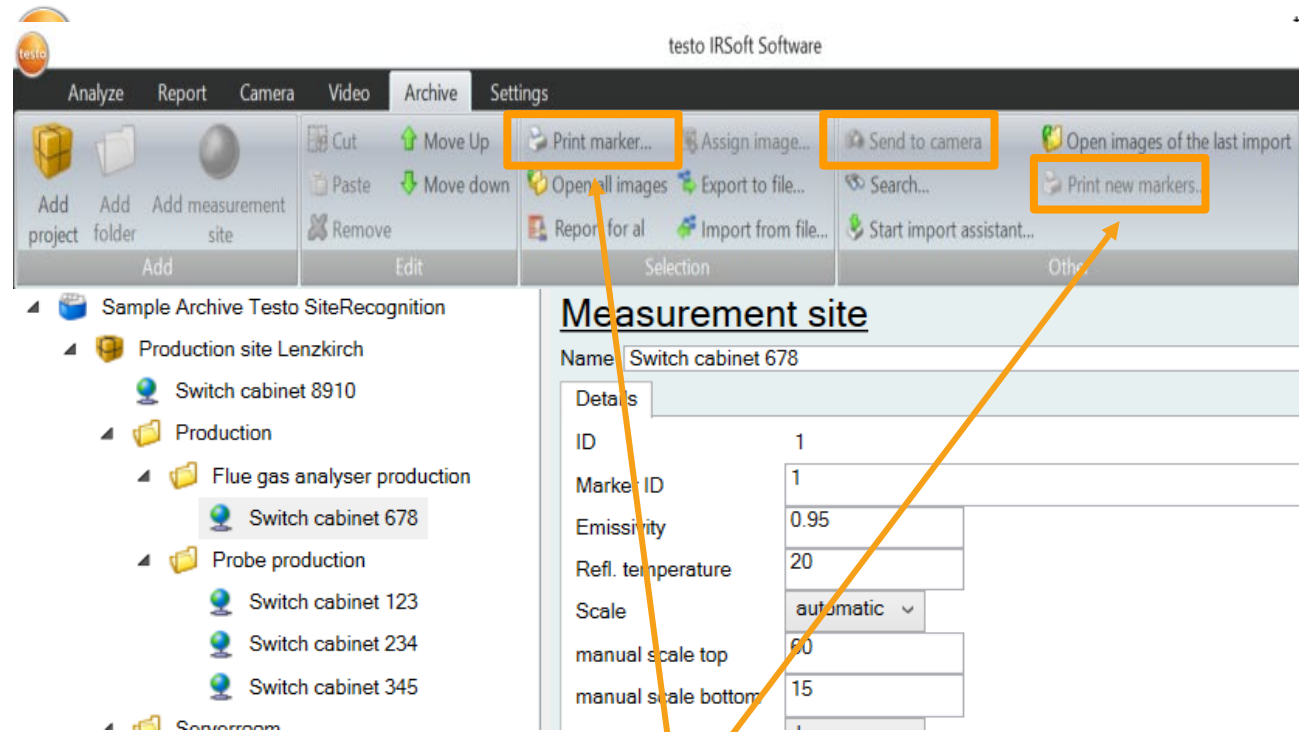 testo
testo IRSoft Software
Analyze Report Camera Video Archive Settings
Cut Move Up Print marker... Assign image... Send to camera Open images of the last import
Paste Move down Open all images Export to file... Search... Print new markers...
Add project Add folder Add measurement site Remove Report for al Import from file... Start import assistant...
Add Edit Selection Other
Sample Archive Testo SiteRecognition
Production site Lenzkirch
Switch cabinet 8910
Production
Flue gas analyser production
Switch cabinet 678
Probe production
Switch cabinet 123
Switch cabinet 234
Switch cabinet 345
Serverroom
Measurement site
Name Switch cabinet 678
Details
ID 1
Marker ID 1
Emissivity 0.95
Refl. temperature 20
Scale automatic
manual scale top 60
manual scale bottom 15